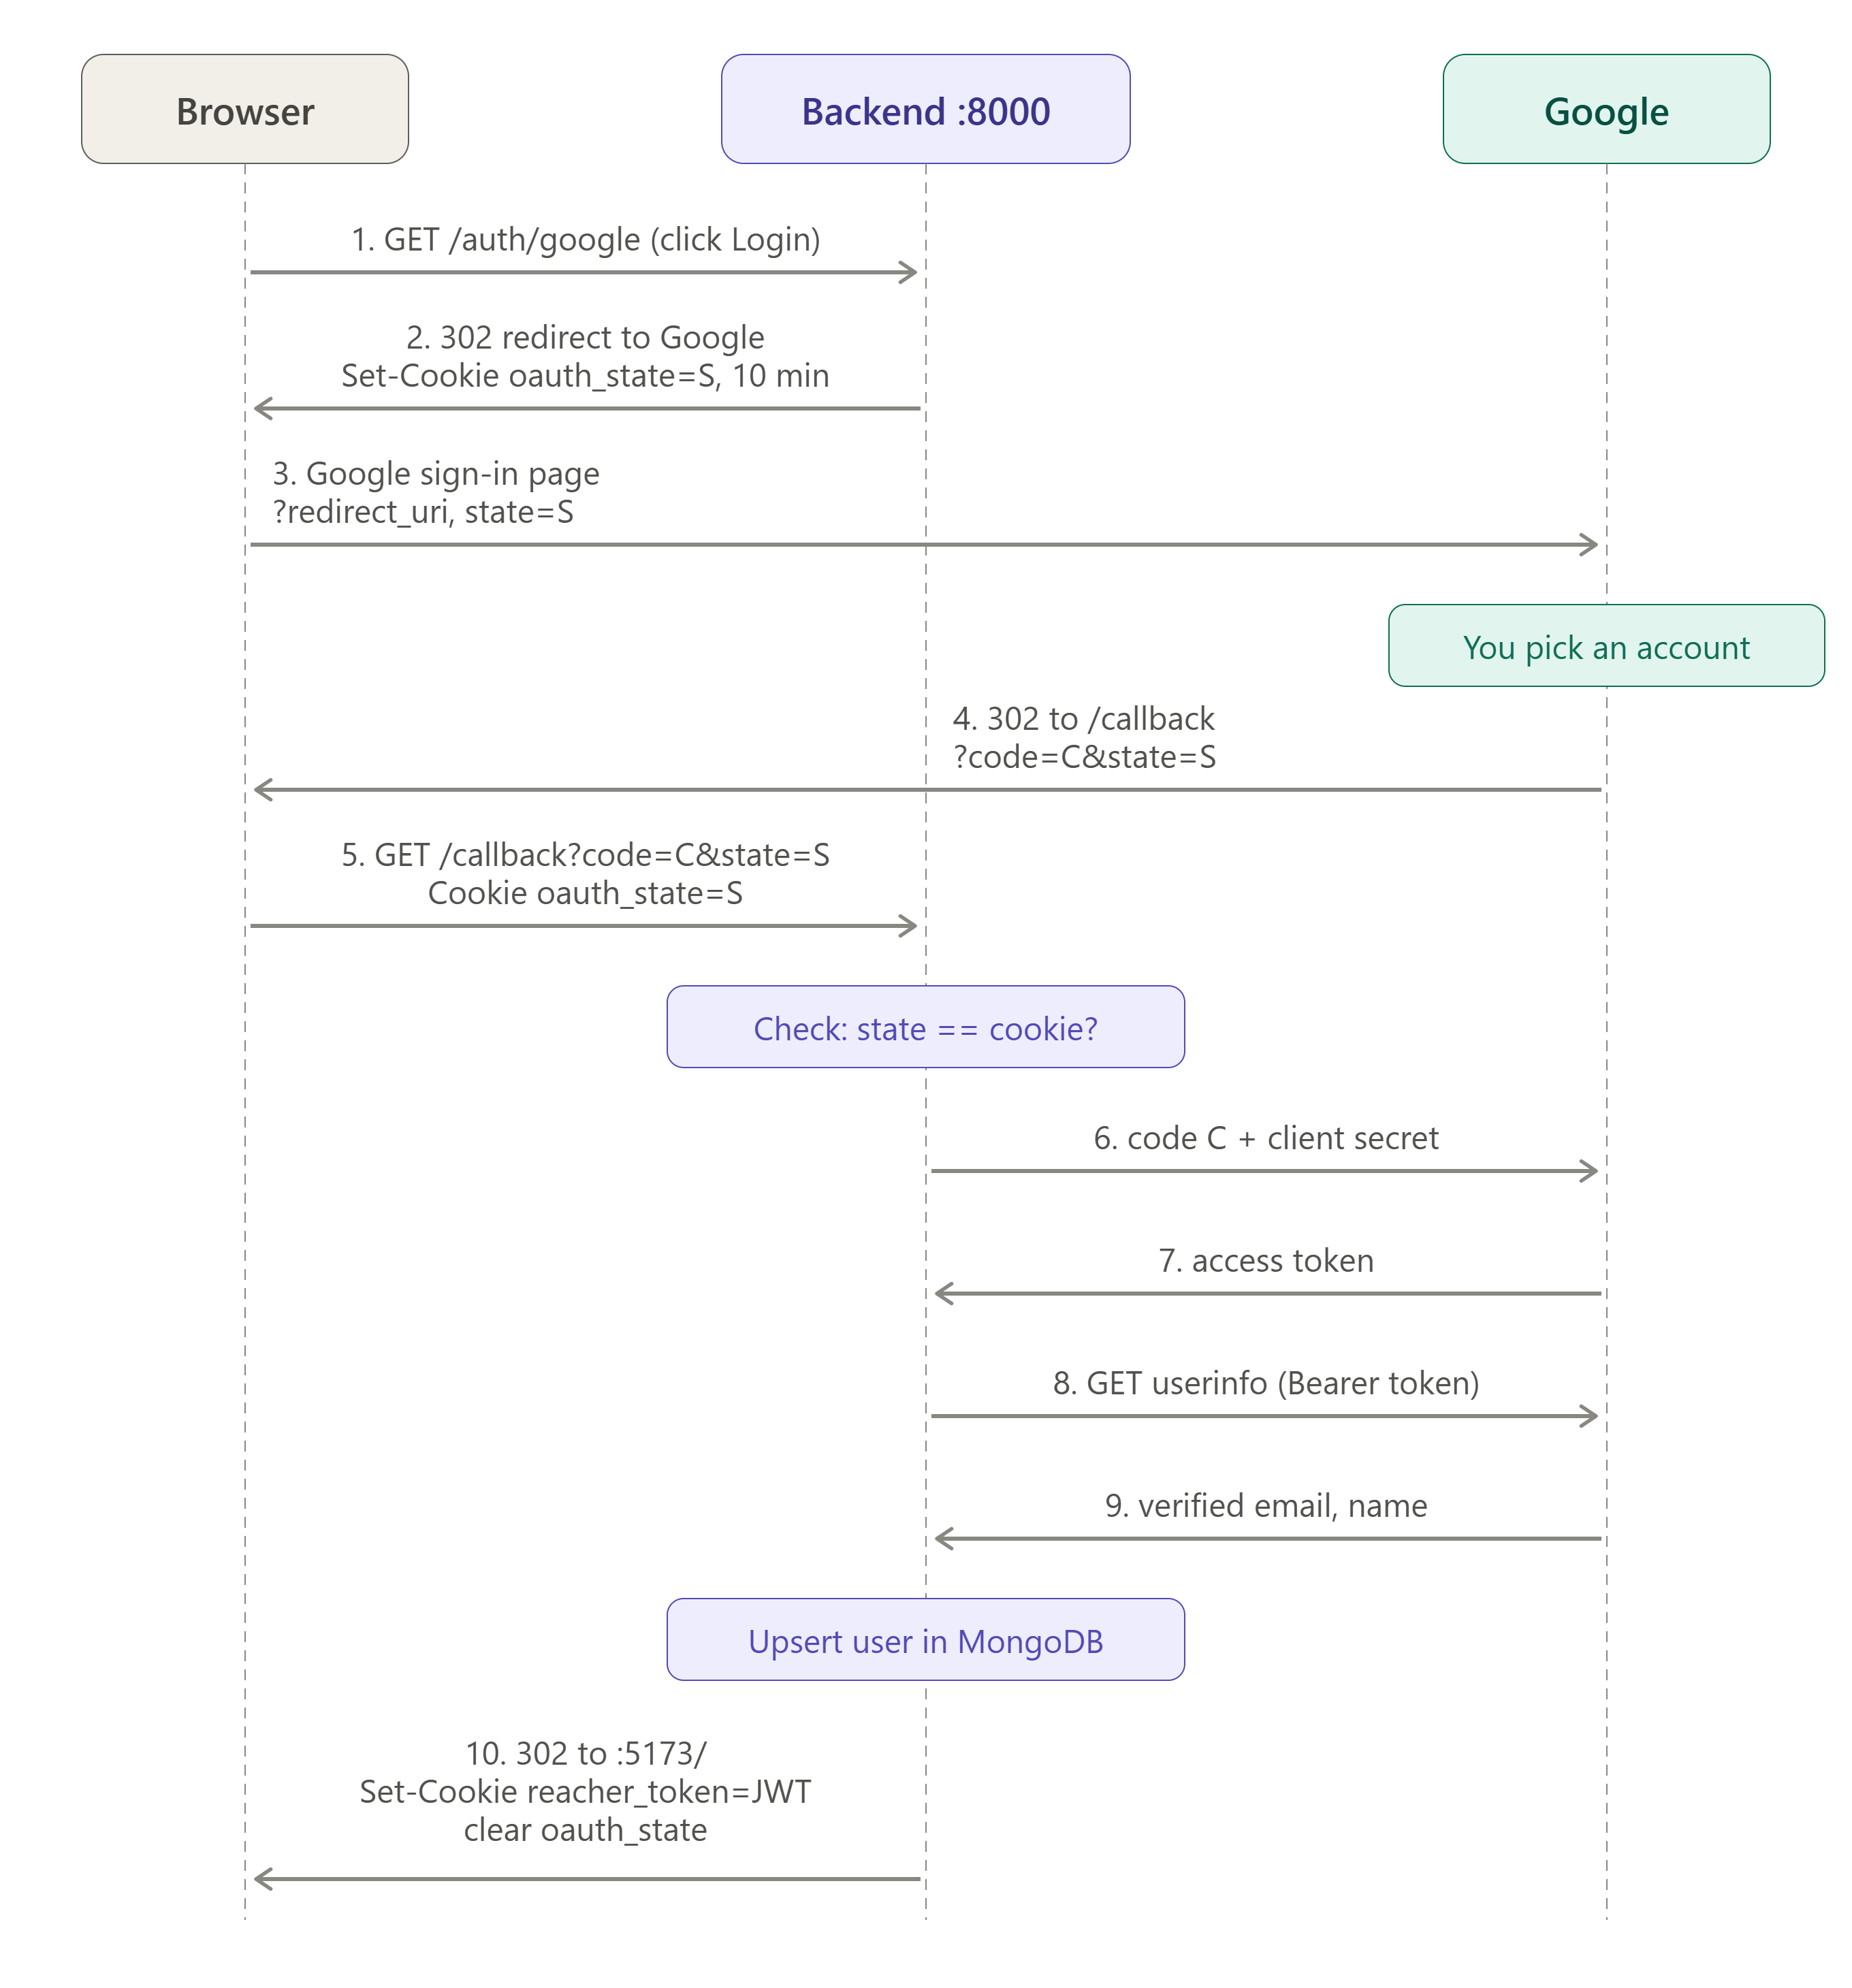 Browser
Backend :8000
Google
1. GET /auth/google (click Login)
2. 302 redirect to Google
Set-Cookie oauth_state=S, 10 min
3. Google sign-in page
?redirect_uri, state=S
You pick an account
4. 302 to /callback
?code=C&state=S
5. GET /callback?code=C&state=S
Cookie oauth_state=S
Check: state == cookie?
6. code C + client secret
7. access token
8. GET userinfo (Bearer token)
9. verified email, name
Upsert user in MongoDB
10. 302 to :5173/
Set-Cookie reacher_token=JWT
clear oauth_state